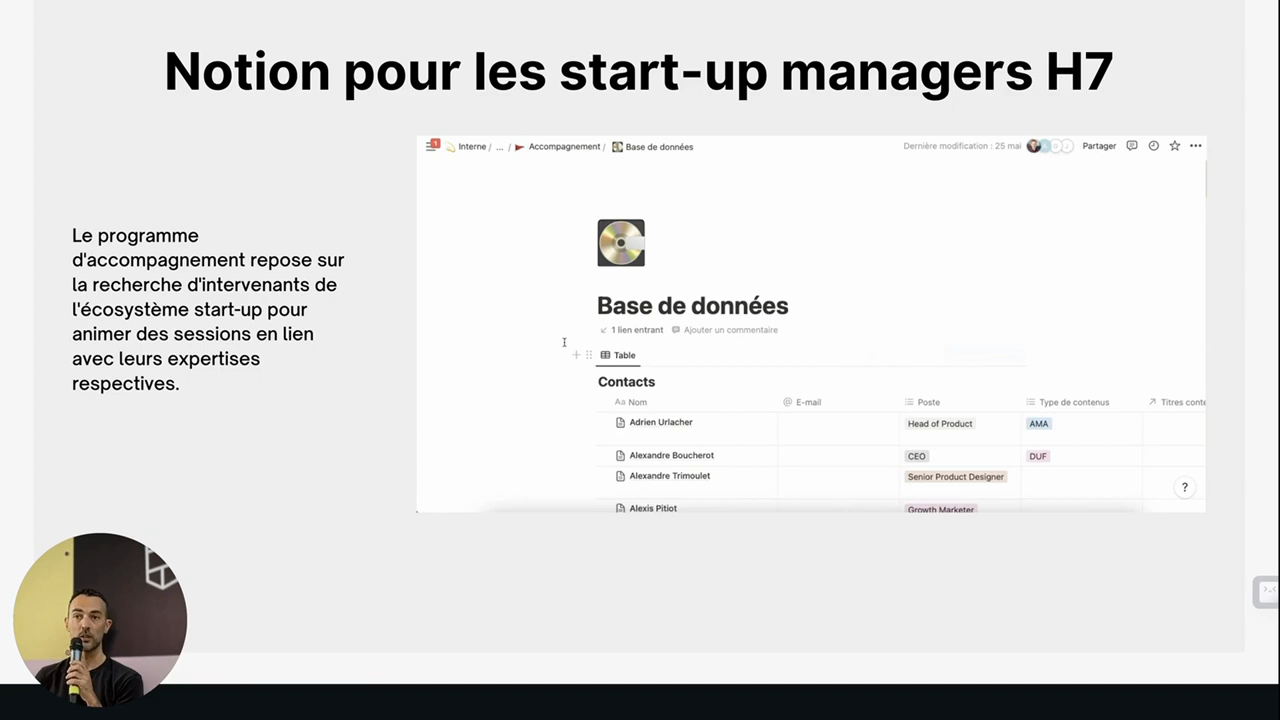 Notion pour les start-up managers H7
Le programme
d'accompagnement repose sur
la recherche d'intervenants de
l'écosystème start-up pour
animer des sessions en lien
avec leurs expertises
respectives.
1
Interne / ... / Accompagnement / Base de données
Dernière modification : 25 mai
Partager
Base de données
1 lien entrant Ajouter un commentaire
Table
Contacts
Aa Nom @ E-mail Poste Type de contenus Titres conte
Adrien Urlacher Head of Product AMA
Alexandre Boucherot CEO DUF
Alexandre Trimoulet Senior Product Designer
Alexis Pitiot Growth Marketer
?